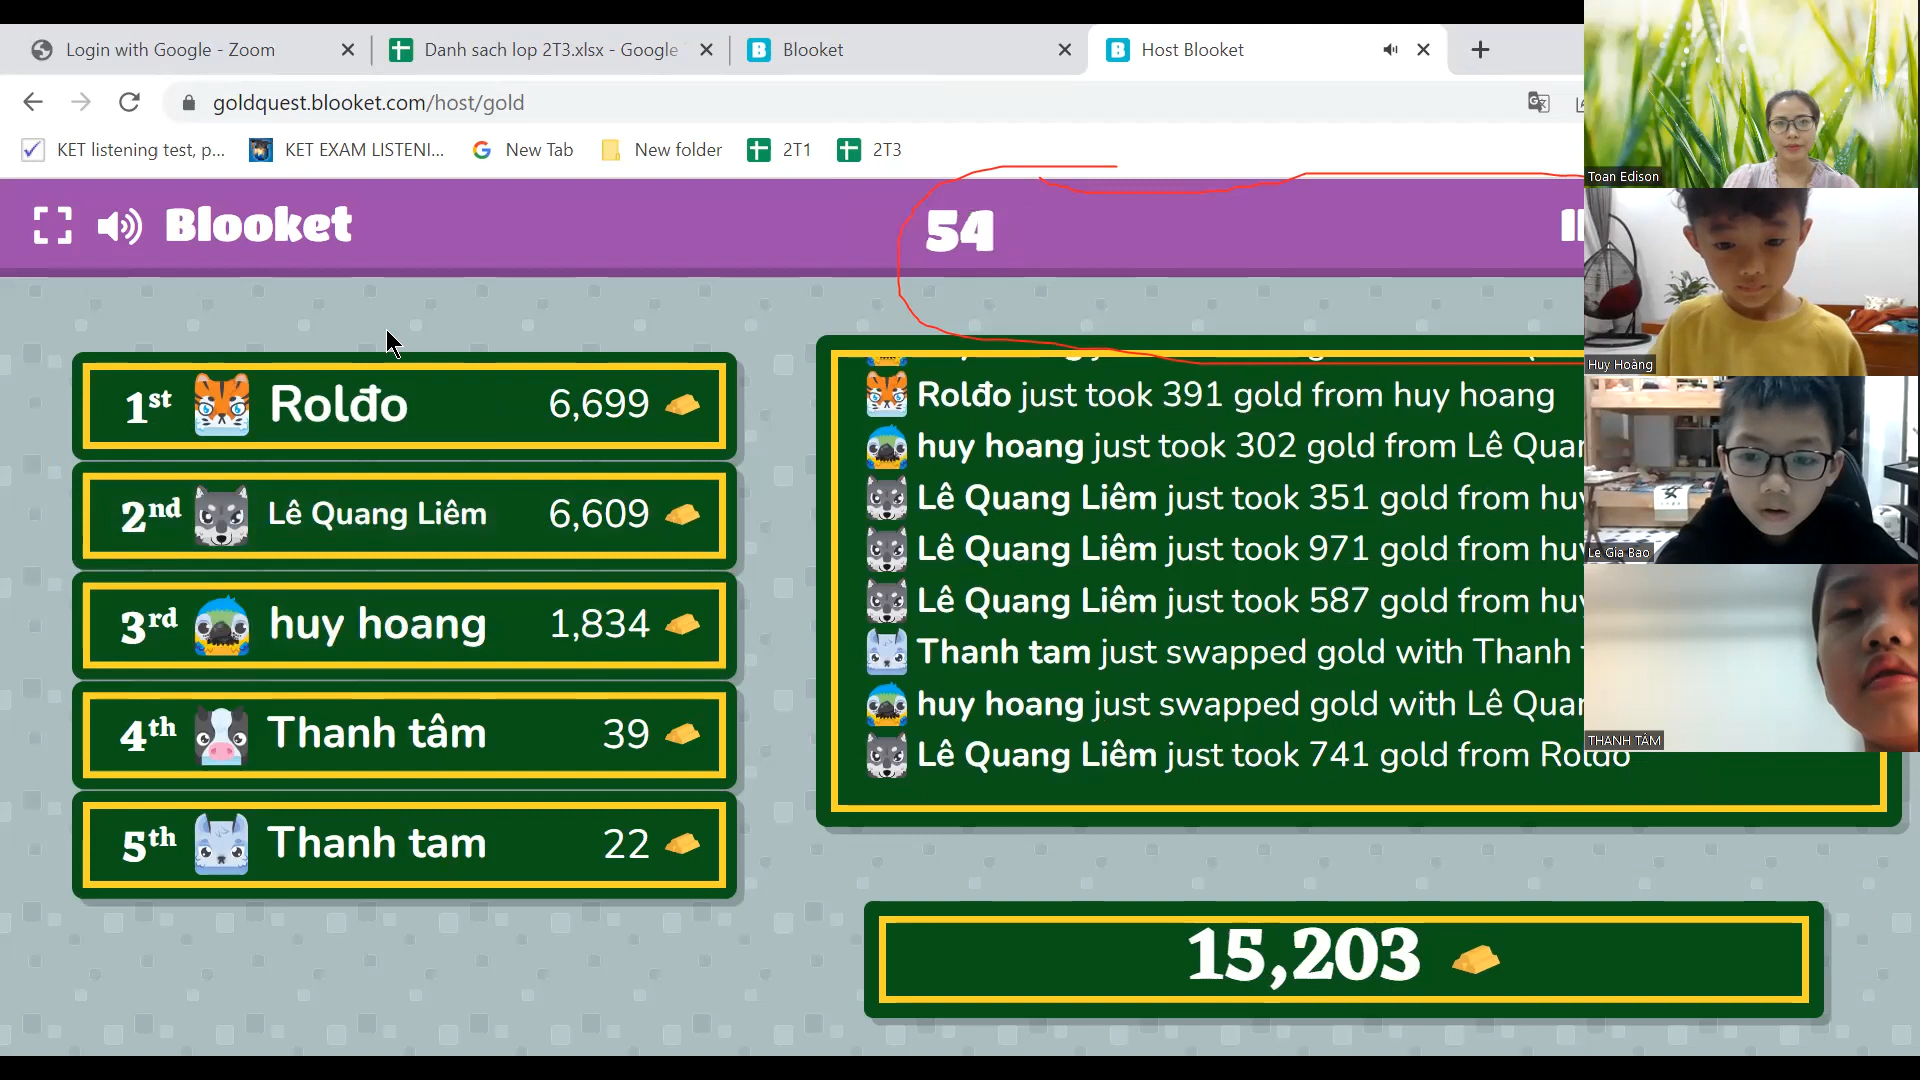 Login with Google - Zoom
Danh sach lop 2T3.xlsx - Google
Blooket
Host Blooket
goldquest.blooket.com/host/gold
KET listening test, p...
KET EXAM LISTENI...
New Tab
New folder
2T1
2T3
Blooket
54
1st Rolđo 6,699
2nd Lê Quang Liêm 6,609
3rd huy hoang 1,834
4th Thanh tâm 39
5th Thanh tam 22
Rolđo just took 391 gold from huy hoang
huy hoang just took 302 gold from Lê Quan
Lê Quang Liêm just took 351 gold from huy
Lê Quang Liêm just took 971 gold from huy
Lê Quang Liêm just took 587 gold from huy
Thanh tam just swapped gold with Thanh
huy hoang just swapped gold with Lê Quan
Lê Quang Liêm just took 741 gold from Rolđo
15,203
Toan Edison
Huy Hoàng
Le Gia Bao
THANH TÂM